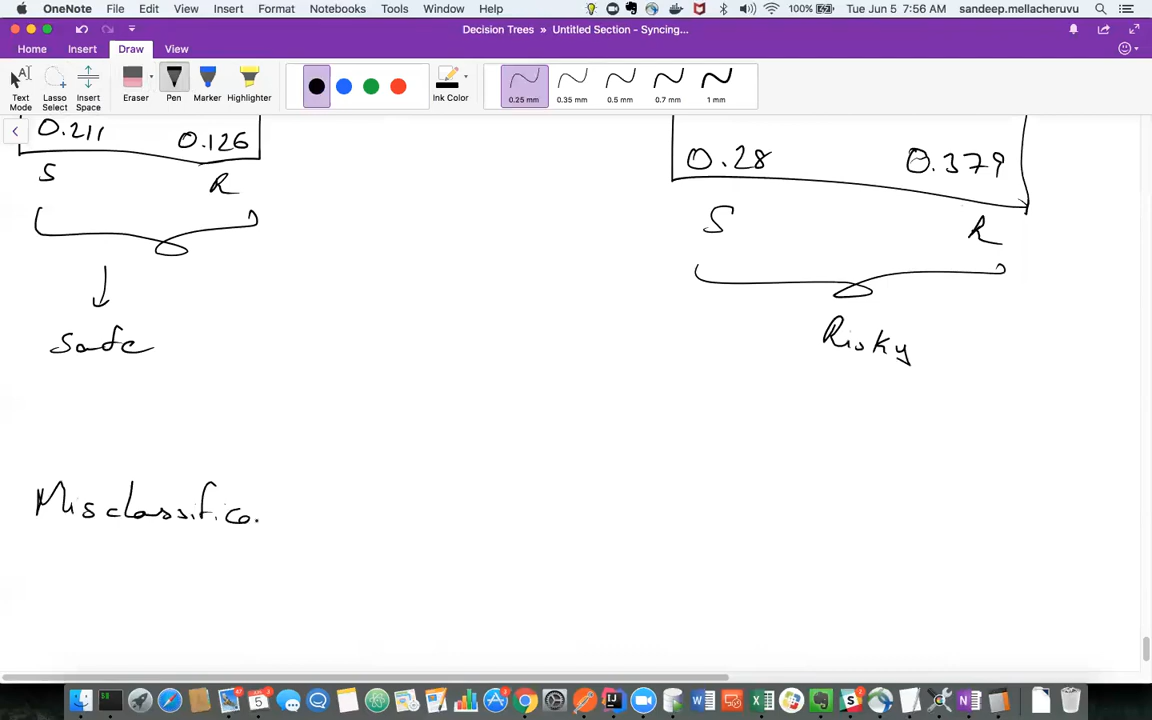 OneNote File Edit View Insert Format Notebooks Tools Window Help 100% Tue Jun 5 7:56 AM sandeep.mellacheruvu
Decision Trees » Untitled Section - Syncing...
Home Insert Draw View
Text Mode Lasso Select Insert Space Eraser Pen Marker Highlighter Ink Color 0.25 mm 0.35 mm 0.5 mm 0.7 mm 1 mm
0.211 0.126 0.28 0.379
S R S R
Safe Risky
Misclassifica